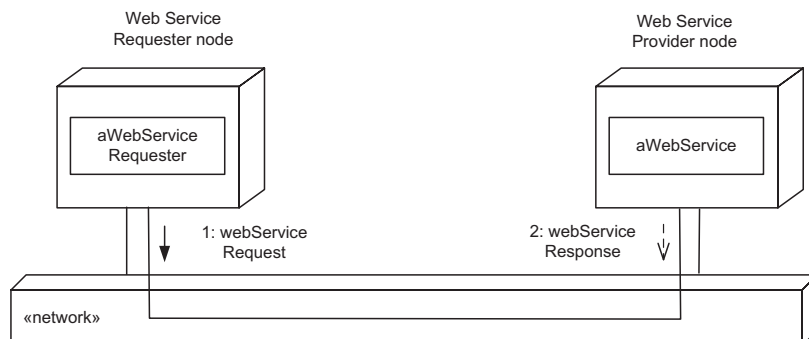 Web Service
Requester node
Web Service
Provider node
aWebService
Requester
aWebService
1: webService
Request
2: webService
Response
«network»